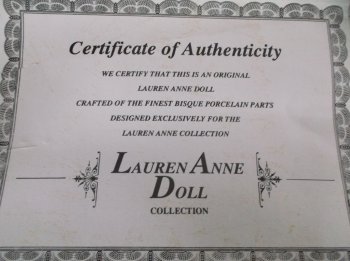 Certificate of Authenticity
WE CERTIFY THAT THIS IS AN ORIGINAL
LAUREN ANNE DOLL
CRAFTED OF THE FINEST BISQUE PORCELAIN PARTS
DESIGNED EXCLUSIVELY FOR THE
LAUREN ANNE COLLECTION
LAUREN ANNE
DOLL
COLLECTION